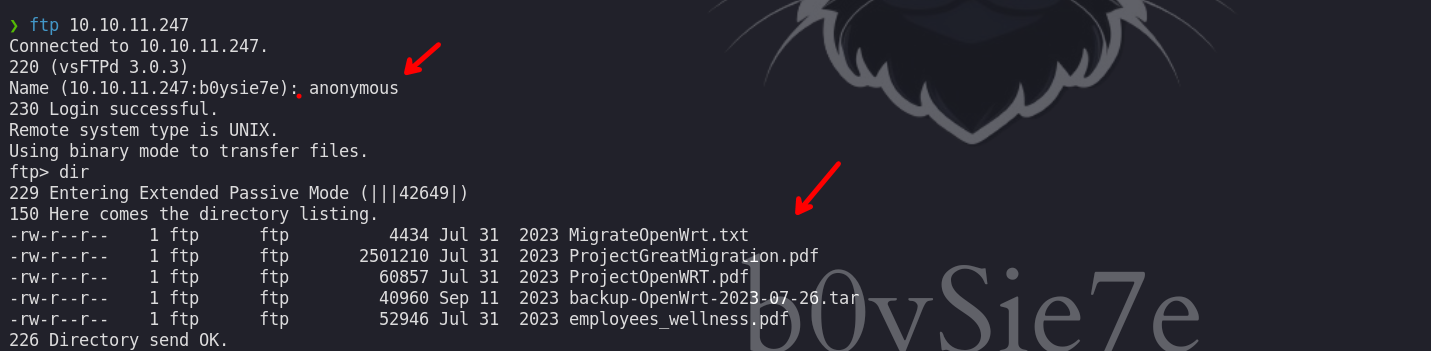 ❯ ftp 10.10.11.247
Connected to 10.10.11.247.
220 (vsFTPd 3.0.3)
Name (10.10.11.247:b0ysie7e): anonymous
230 Login successful.
Remote system type is UNIX.
Using binary mode to transfer files.
ftp> dir
229 Entering Extended Passive Mode (|||42649|)
150 Here comes the directory listing.
-rw-r--r--    1 ftp      ftp          4434 Jul 31  2023 MigrateOpenWrt.txt
-rw-r--r--    1 ftp      ftp       2501210 Jul 31  2023 ProjectGreatMigration.pdf
-rw-r--r--    1 ftp      ftp         60857 Jul 31  2023 ProjectOpenWRT.pdf
-rw-r--r--    1 ftp      ftp         40960 Sep 11  2023 backup-OpenWrt-2023-07-26.tar
-rw-r--r--    1 ftp      ftp         52946 Jul 31  2023 employees_wellness.pdf
226 Directory send OK.
b0ySie7e